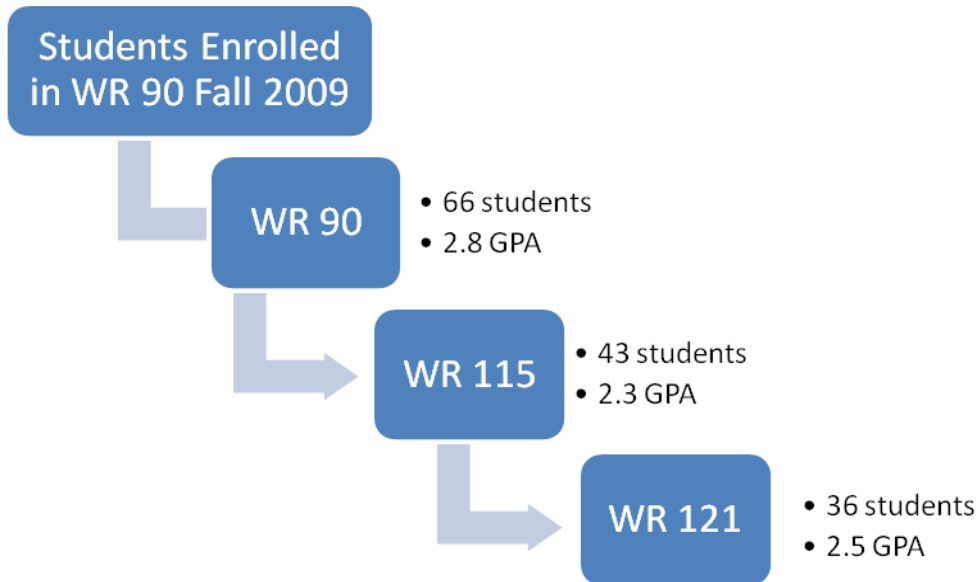 Students Enrolled
in WR 90 Fall 2009
WR 90
• 66 students
• 2.8 GPA
WR 115
• 43 students
• 2.3 GPA
WR 121
• 36 students
• 2.5 GPA